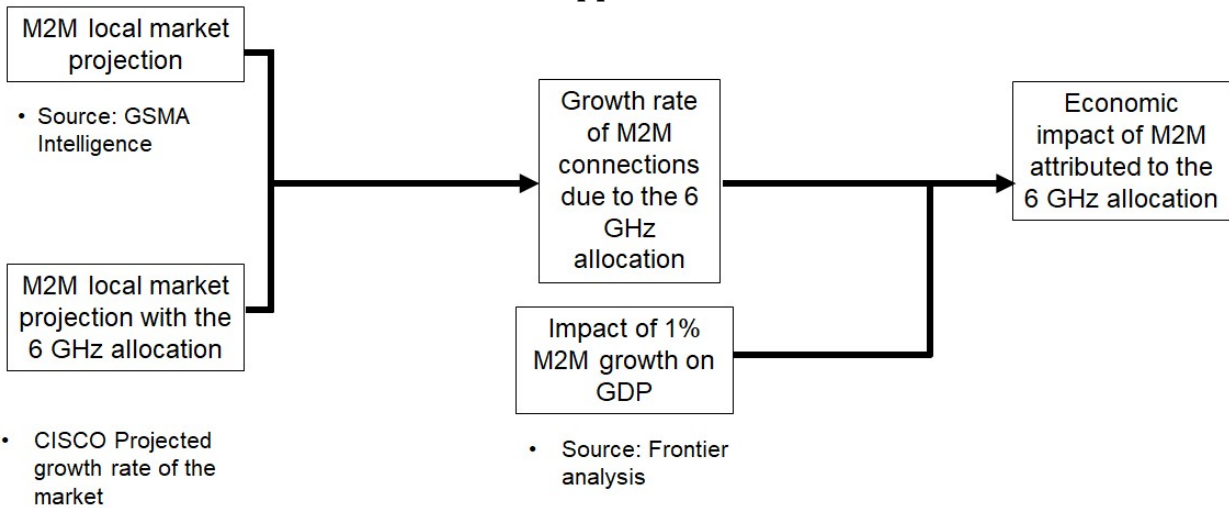 M2M local market
projection
• Source: GSMA
Intelligence
M2M local market
projection with the
6 GHz allocation
• CISCO Projected
growth rate of the
market
Growth rate
of M2M
connections
due to the 6
GHz
allocation
Impact of 1%
M2M growth on
GDP
• Source: Frontier
analysis
Economic
impact of M2M
attributed to the
6 GHz allocation